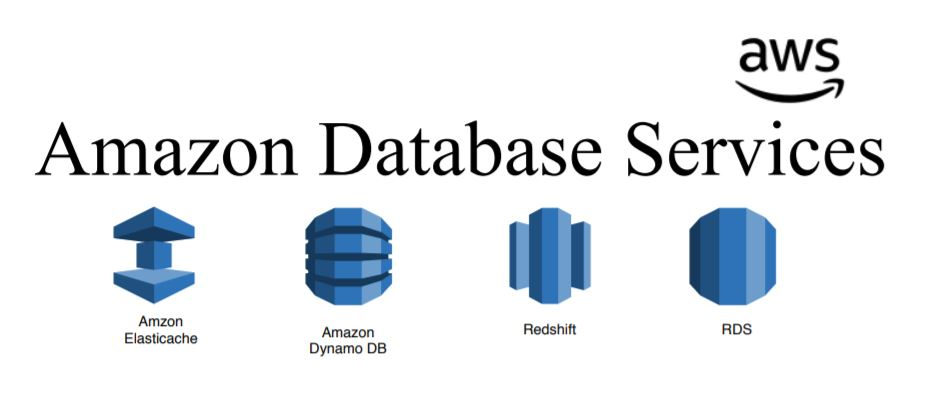 aws
Amazon Database Services
Amzon
Elasticache
Amazon
Dynamo DB
Redshift
RDS